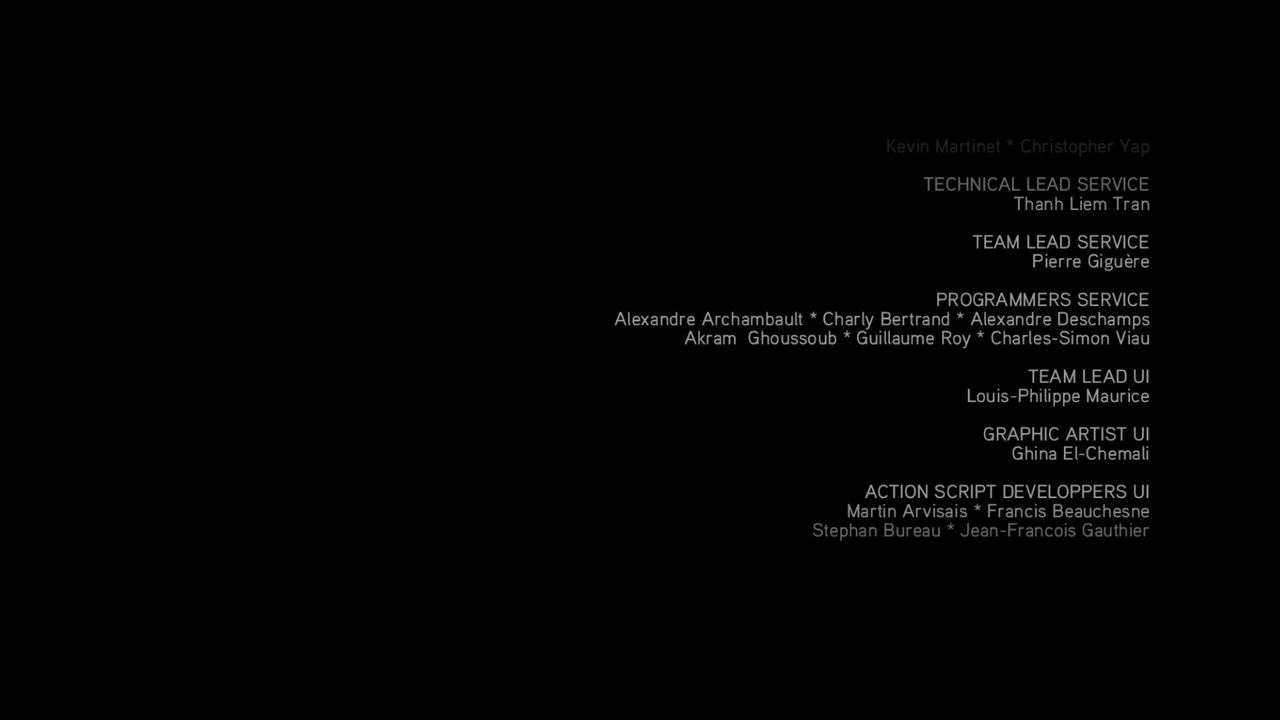 Kevin Martinet * Christopher Yap
TECHNICAL LEAD SERVICE
Thanh Liem Tran
TEAM LEAD SERVICE
Pierre Giguère
PROGRAMMERS SERVICE
Alexandre Archambault * Charly Bertrand * Alexandre Deschamps
Akram  Ghoussoub * Guillaume Roy * Charles-Simon Viau
TEAM LEAD UI
Louis-Philippe Maurice
GRAPHIC ARTIST UI
Ghina El-Chemali
ACTION SCRIPT DEVELOPPERS UI
Martin Arvisais * Francis Beauchesne
Stephan Bureau * Jean-Francois Gauthier